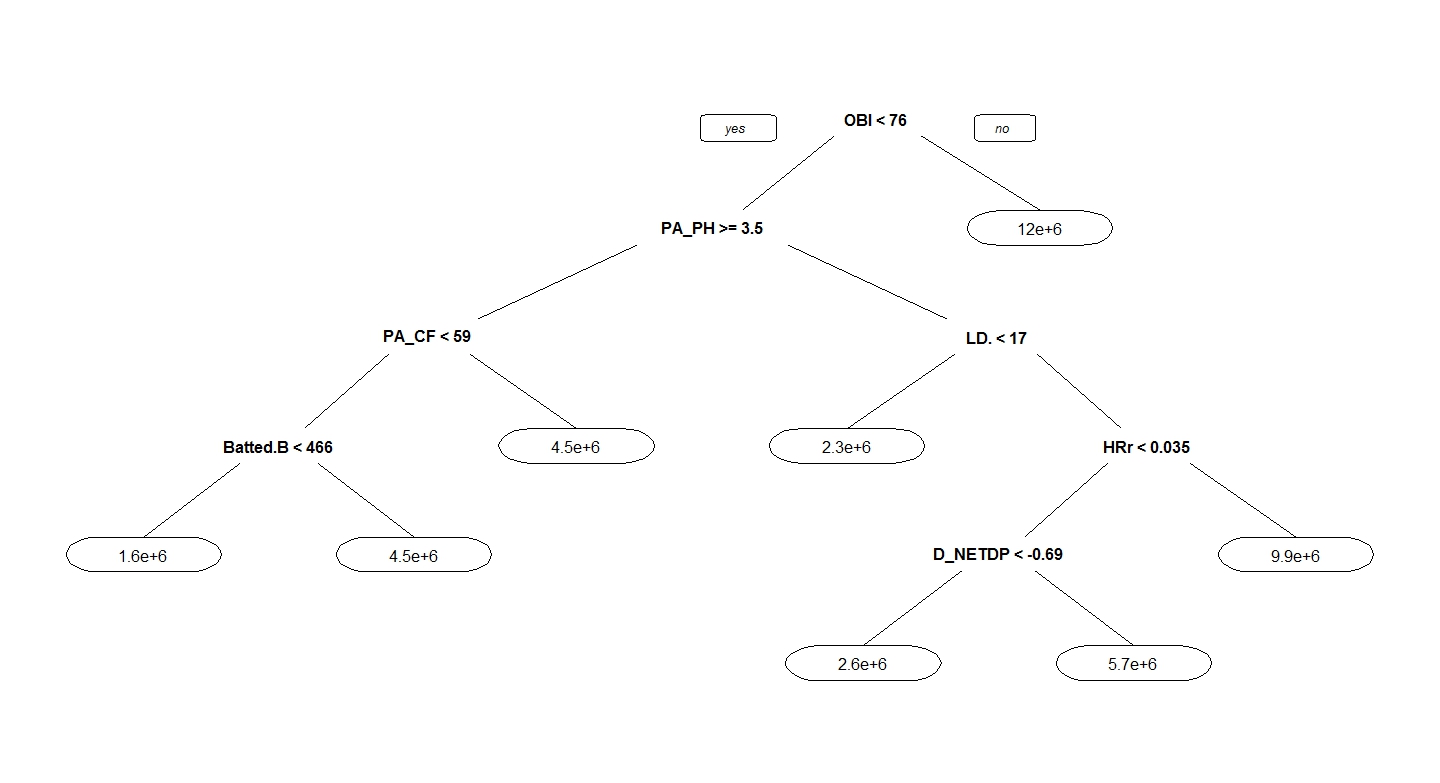 yes
OBI < 76
no
PA_PH >= 3.5
12e+6
PA_CF < 59
LD. < 17
Batted.B < 466
4.5e+6
2.3e+6
HRr < 0.035
1.6e+6
4.5e+6
D_NETDP < -0.69
9.9e+6
2.6e+6
5.7e+6